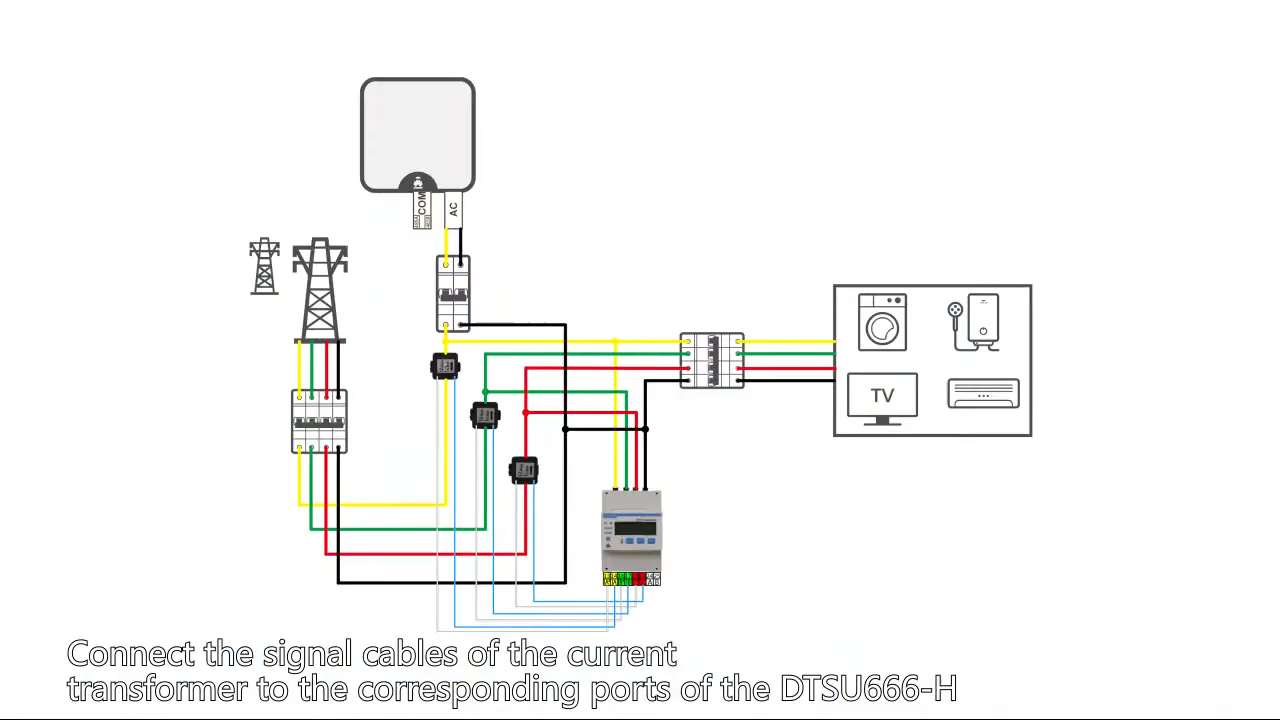 COM
AC
TV
Connect the signal cables of the current
transformer to the corresponding ports of the DTSU666-H